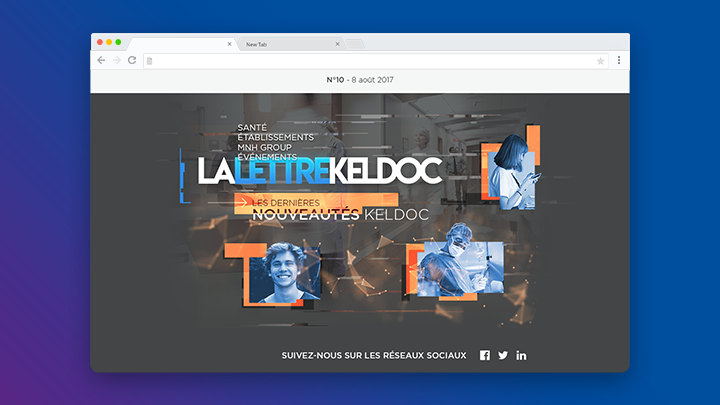 New Tab
N°10 - 8 août 2017
SANTÉ
ÉTABLISSEMENTS
MNH GROUP
ÉVÉNEMENTS
LALETTREKELDOC
LES DERNIÈRES
NOUVEAUTÉS KELDOC
SUIVEZ-NOUS SUR LES RÉSEAUX SOCIAUX